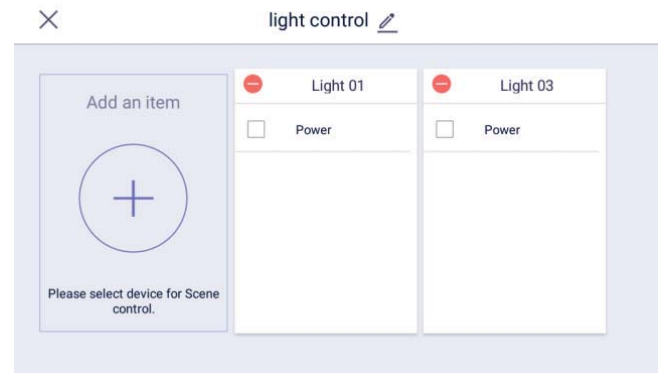 light control
Add an item
Please select device for Scene
control.
Light 01
Power
Light 03
Power